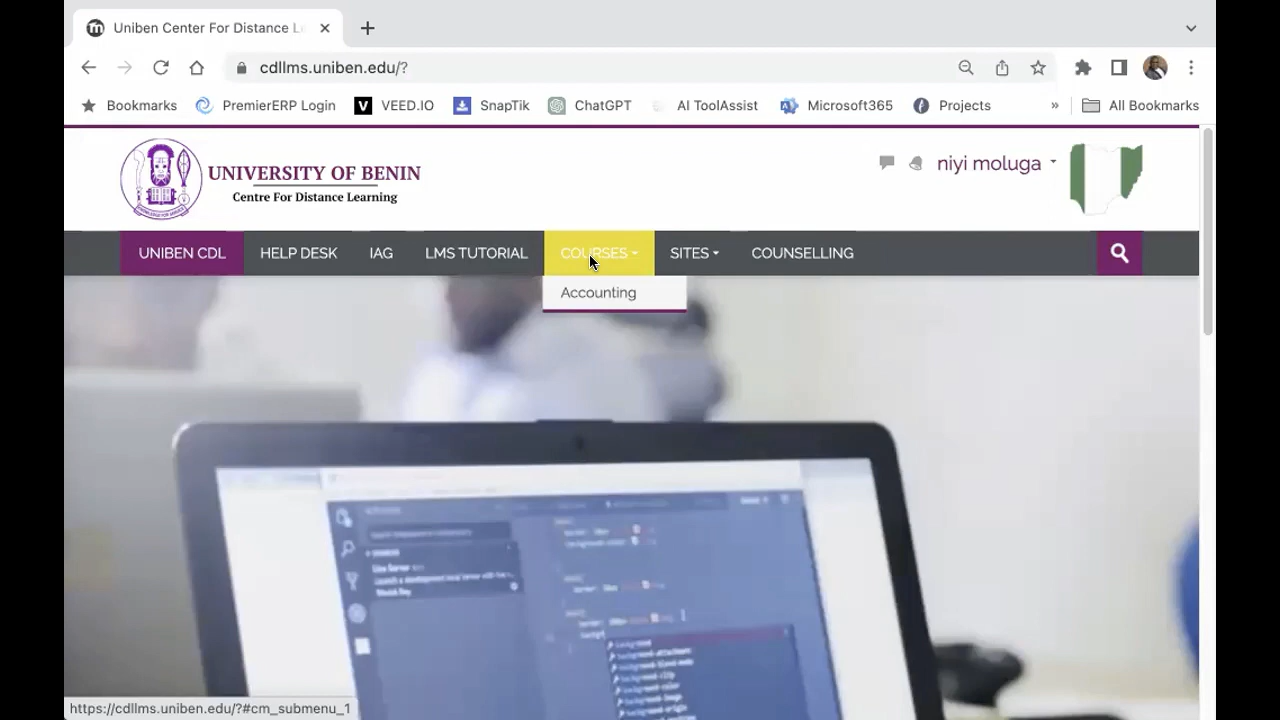 Uniben Center For Distance L
cdllms.uniben.edu/?
Bookmarks PremierERP Login VEED.IO SnapTik ChatGPT AI ToolAssist Microsoft365 Projects » All Bookmarks
UNIVERSITY OF BENIN
Centre For Distance Learning
niyi moluga
UNIBEN CDL HELP DESK IAG LMS TUTORIAL COURSES SITES COUNSELLING
Accounting
https://cdllms.uniben.edu/?#cm_submenu_1